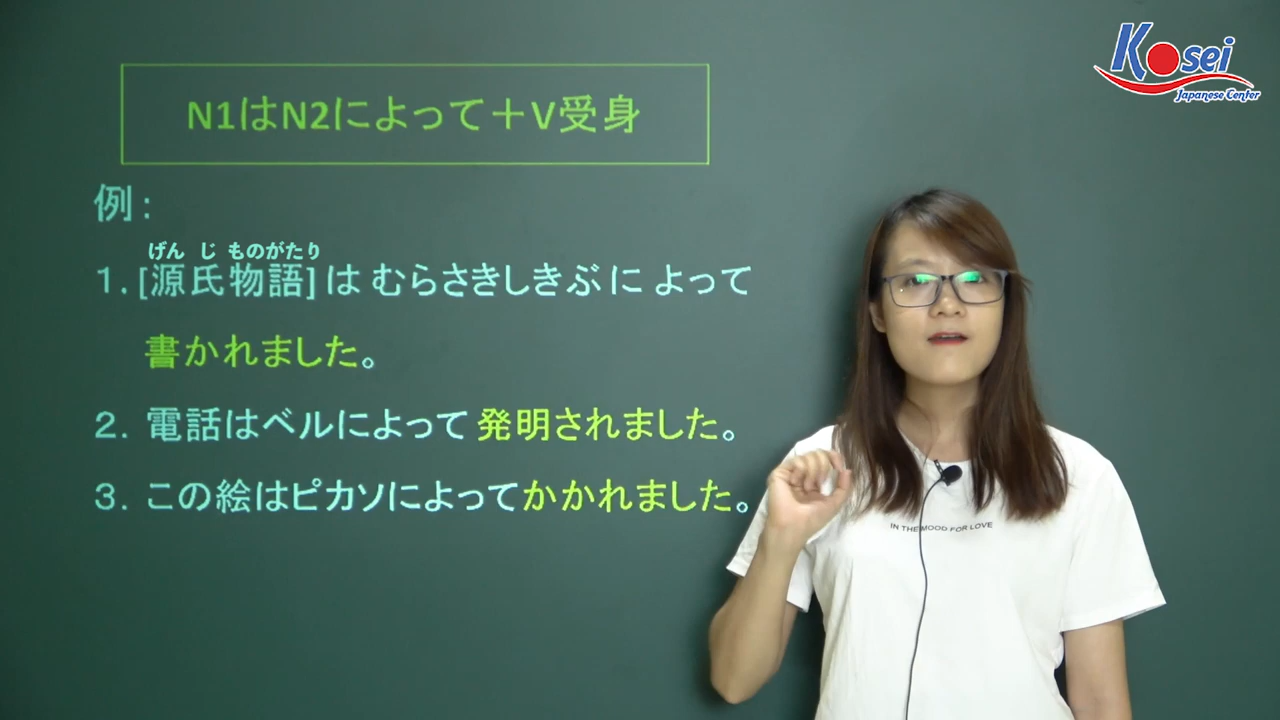 N1はN2によって＋V受身
例：
げん じ ものがたり
１．[源氏物語] は むらさきしきぶ に よって
書かれました。
２．電話はベルによって 発明されました。
３．この絵はピカソによってかかれました。
Kosei
Japanese Center
IN THE MOOD FOR LOVE